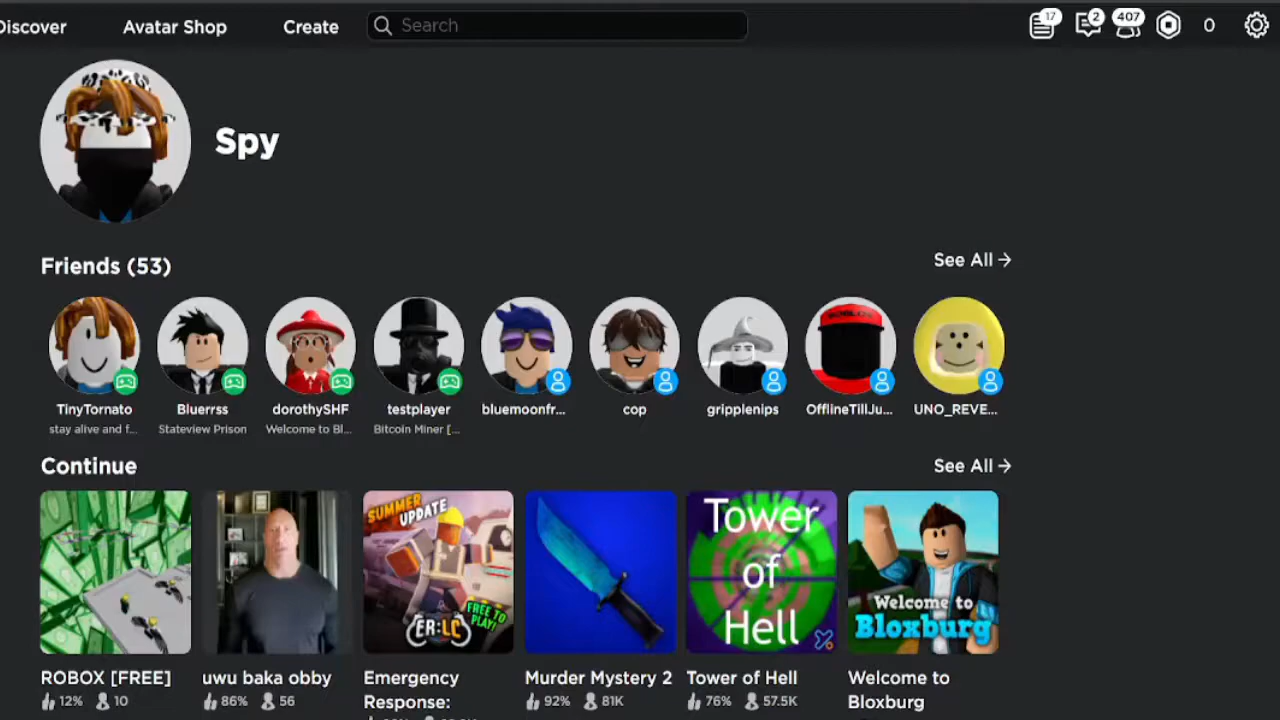 Discover Avatar Shop Create Search 17 2 407 0
Spy
Friends (53) See All →
TinyTornato Bluerrss dorothySHF testplayer bluemoonfr... cop gripplenips OfflineTillJu... UNO_REVE...
stay alive and f... Stateview Prison Welcome to Bl... Bitcoin Miner [...
Continue See All →
SUMMER
UPDATE
FREE TO
PLAY!
ER:LC
Tower
of
Hell
Welcome to
Bloxburg
ROBOX [FREE] uwu baka obby Emergency Murder Mystery 2 Tower of Hell Welcome to
Response: Bloxburg
12% 10 86% 56 92% 81K 76% 57.5K